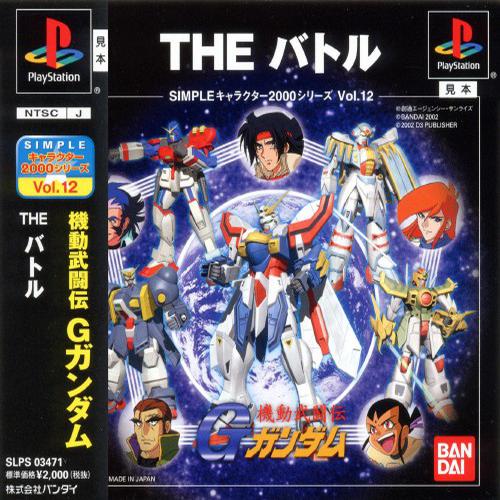 見本
PlayStation
NTSC J
SIMPLE
キャラクター
2000シリーズ
Vol.12
THE バトル
機動武闘伝 Gガンダム
SLPS 03471
標準価格¥2,000(税抜)
株式会社バンダイ
THE バトル
SIMPLEキャラクター2000シリーズ Vol.12
PlayStation
見本
©創通エージェンシー・サンライズ
©BANDAI 2002
©2002 D3 PUBLISHER
機動武闘伝
Gガンダム
MADE IN JAPAN
BAN
DAI